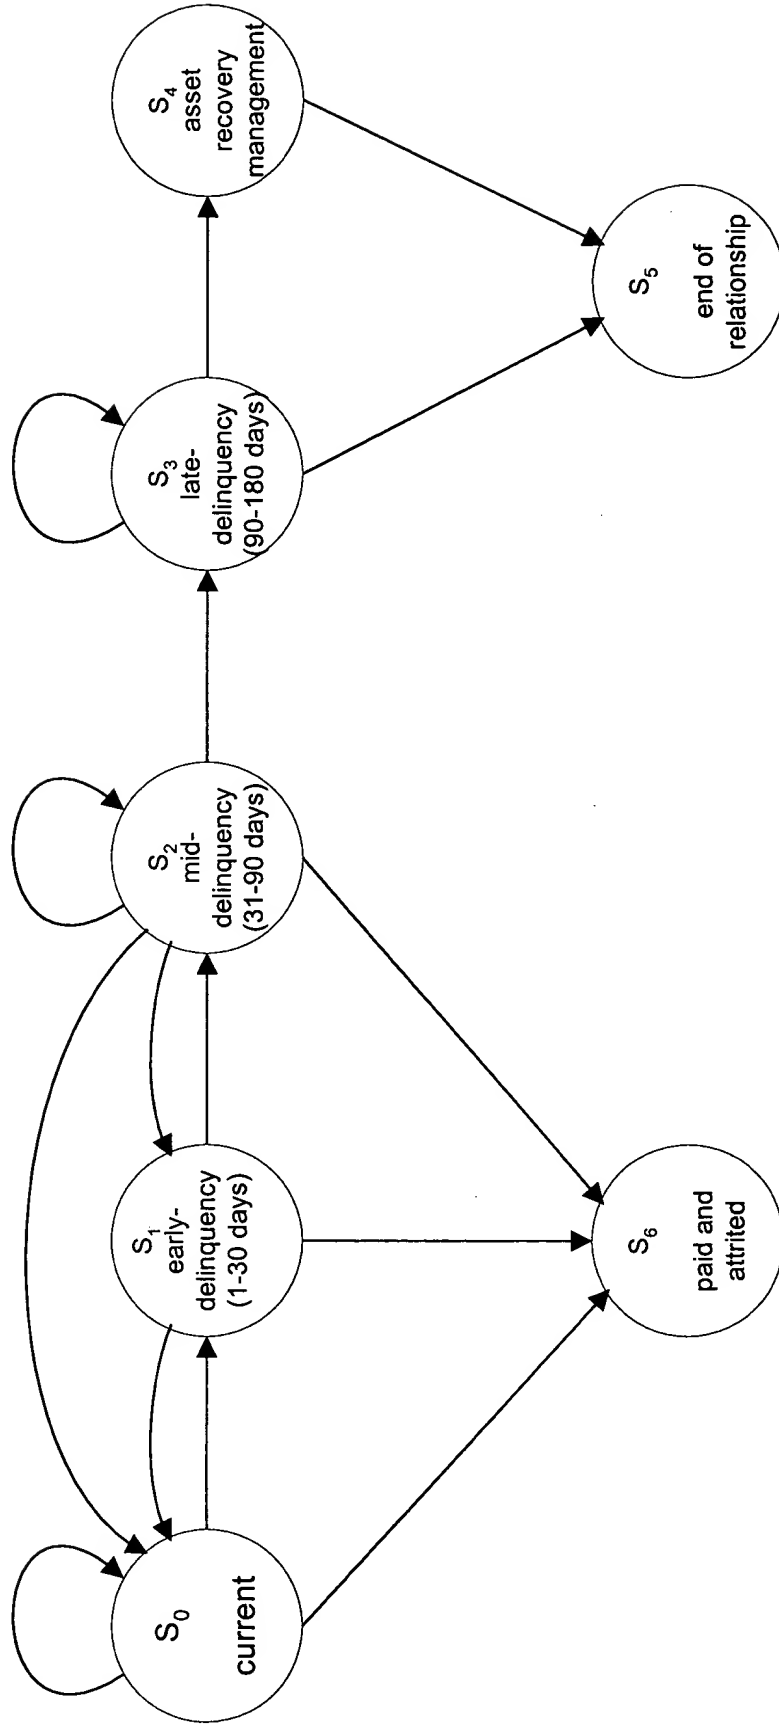 S0
current
S1
early-
delinquency
(1-30 days)
S2
mid-
delinquency
(31-90 days)
S3
late-
delinquency
(90-180 days)
S4
asset
recovery
management
S6
paid and
attrited
S5
end of
relationship